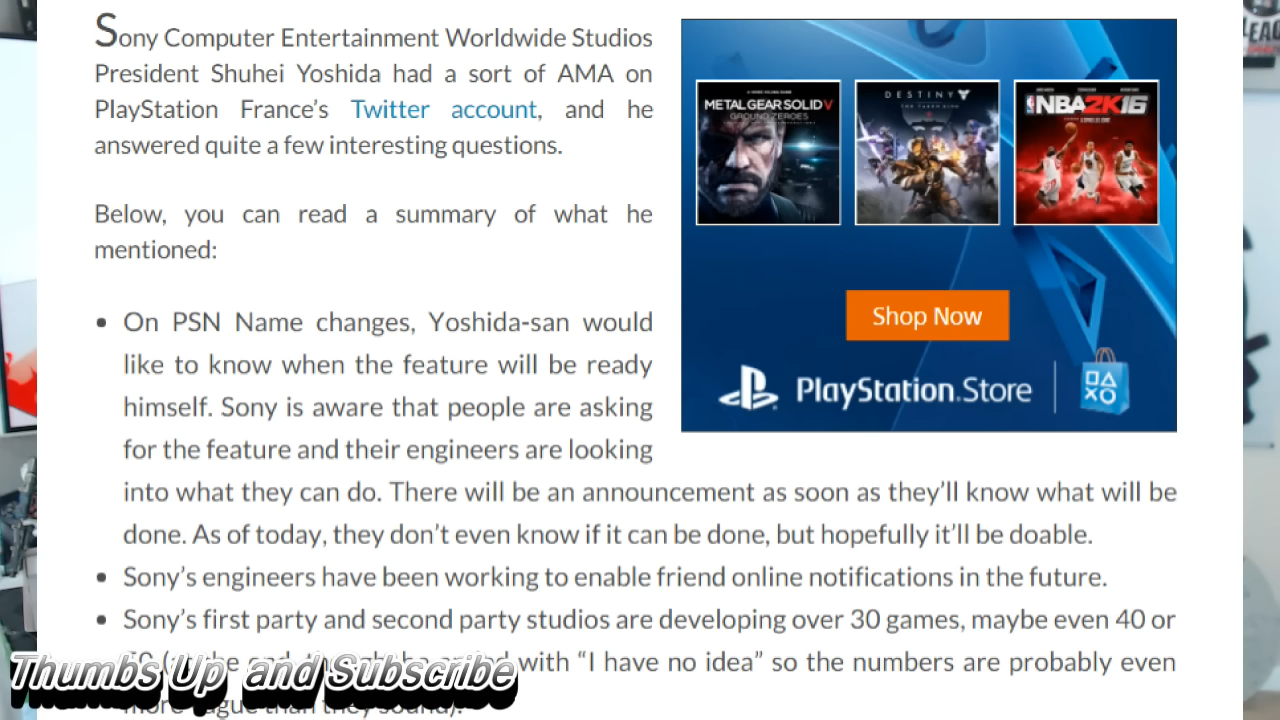 Sony Computer Entertainment Worldwide Studios
President Shuhei Yoshida had a sort of AMA on
PlayStation France's Twitter account, and he
answered quite a few interesting questions.
Below, you can read a summary of what he
mentioned:
• On PSN Name changes, Yoshida-san would
like to know when the feature will be ready
himself. Sony is aware that people are asking
for the feature and their engineers are looking
into what they can do. There will be an announcement as soon as they'll know what will be
done. As of today, they don't even know if it can be done, but hopefully it'll be doable.
• Sony's engineers have been working to enable friend online notifications in the future.
• Sony's first party and second party studios are developing over 30 games, maybe even 40 or
with "I have no idea" so the numbers are probably even
than they sound).
Thumbs Up and Subscribe
METAL GEAR SOLID V
GROUND ZEROES
DESTINY
THE TAKEN KING
NBA2K16
Shop Now
PlayStation.Store